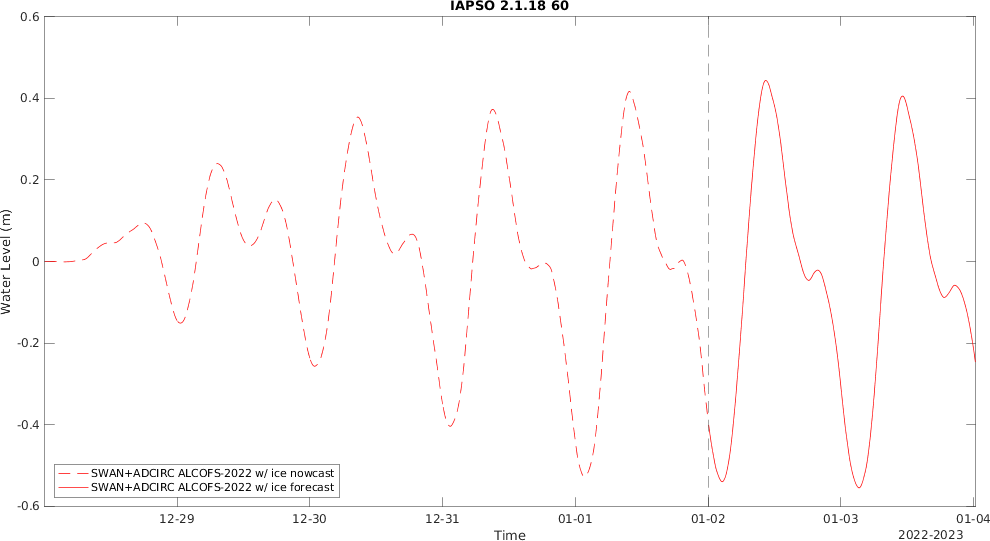 IAPSO 2.1.18 60
0.6
0.4
0.2
0
-0.2
-0.4
-0.6
Water Level (m)
SWAN+ADCIRC ALCOFS-2022 w/ ice nowcast
SWAN+ADCIRC ALCOFS-2022 w/ ice forecast
12-29 12-30 12-31 01-01 01-02 01-03 01-04
Time
2022-2023